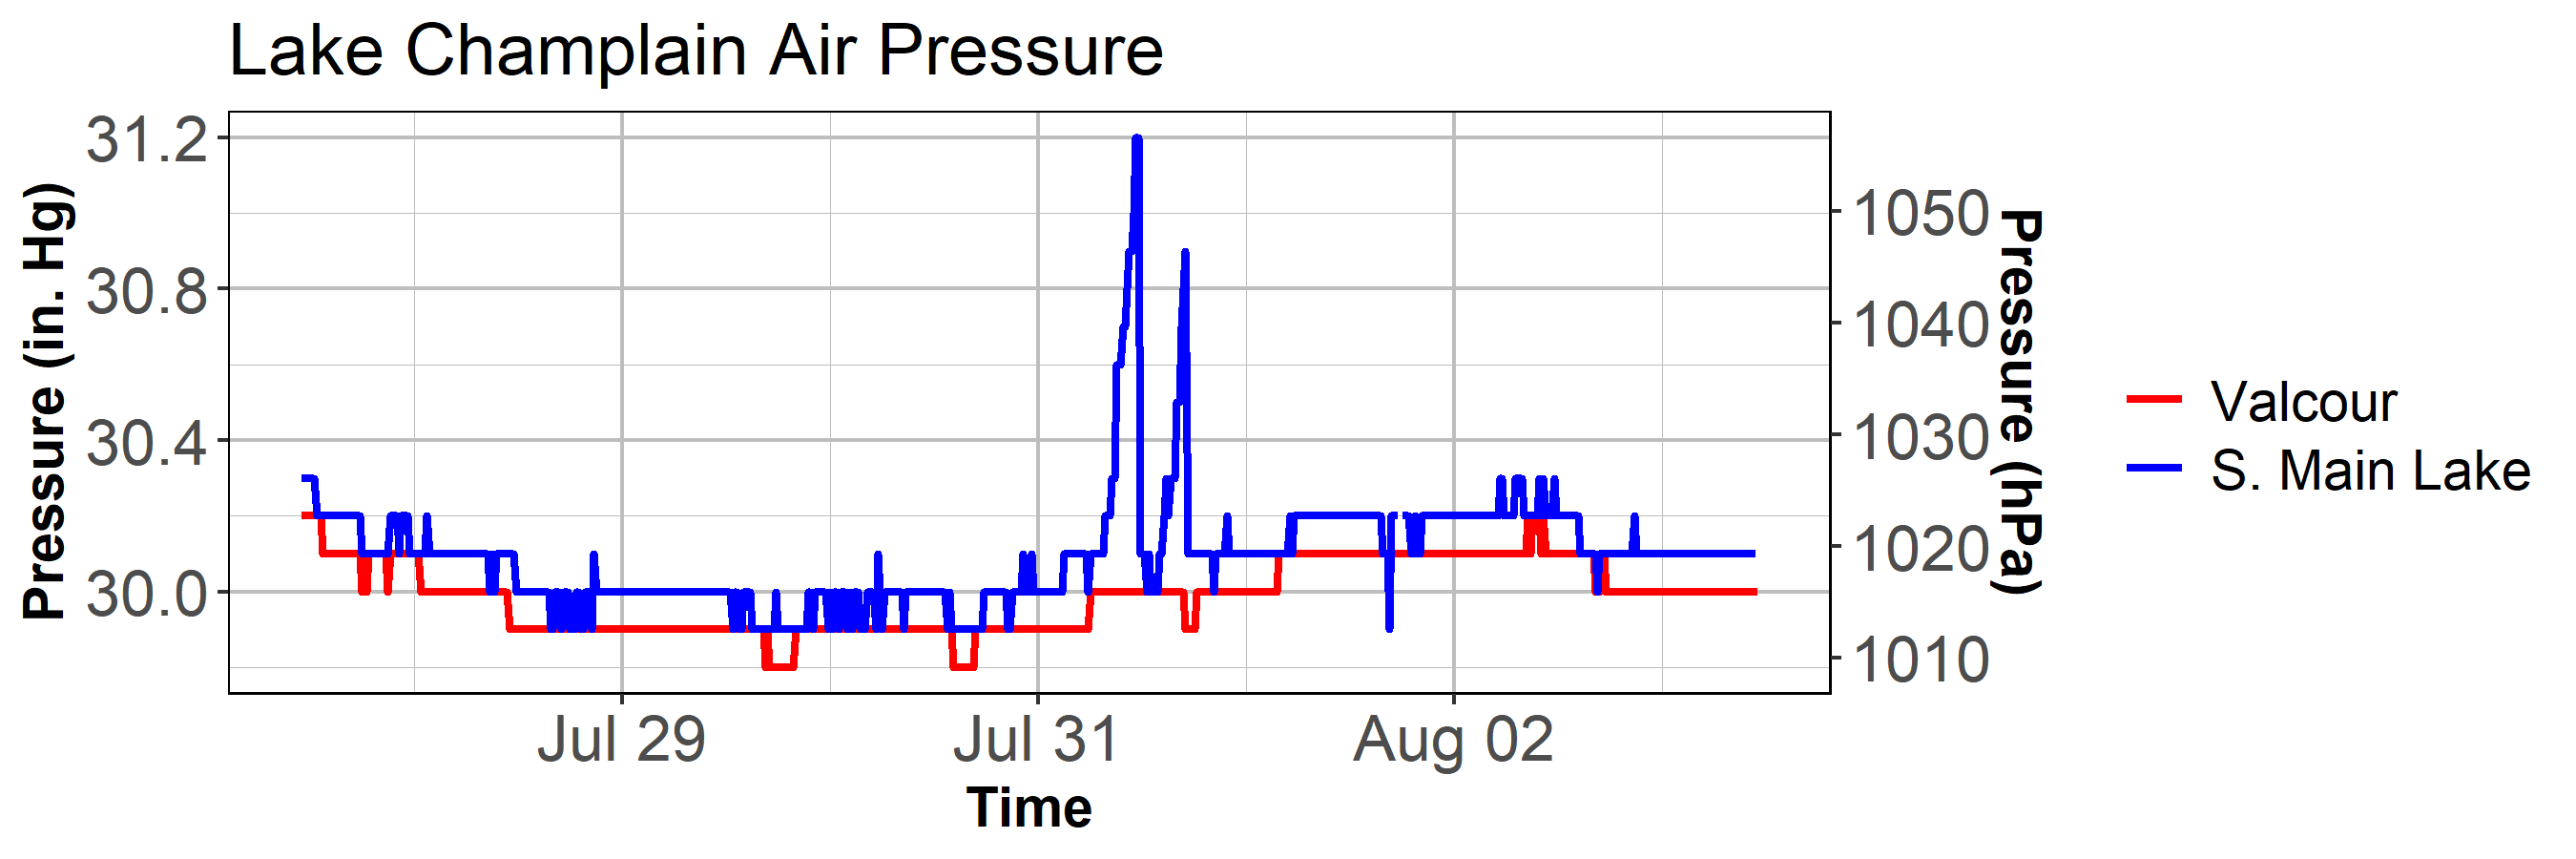 Lake Champlain Air Pressure
31.2
30.8
30.4
30.0
Pressure (in. Hg)
1050
1040
1030
1020
1010
Pressure (hPa)
Jul 29
Jul 31
Aug 02
Time
Valcour
S. Main Lake